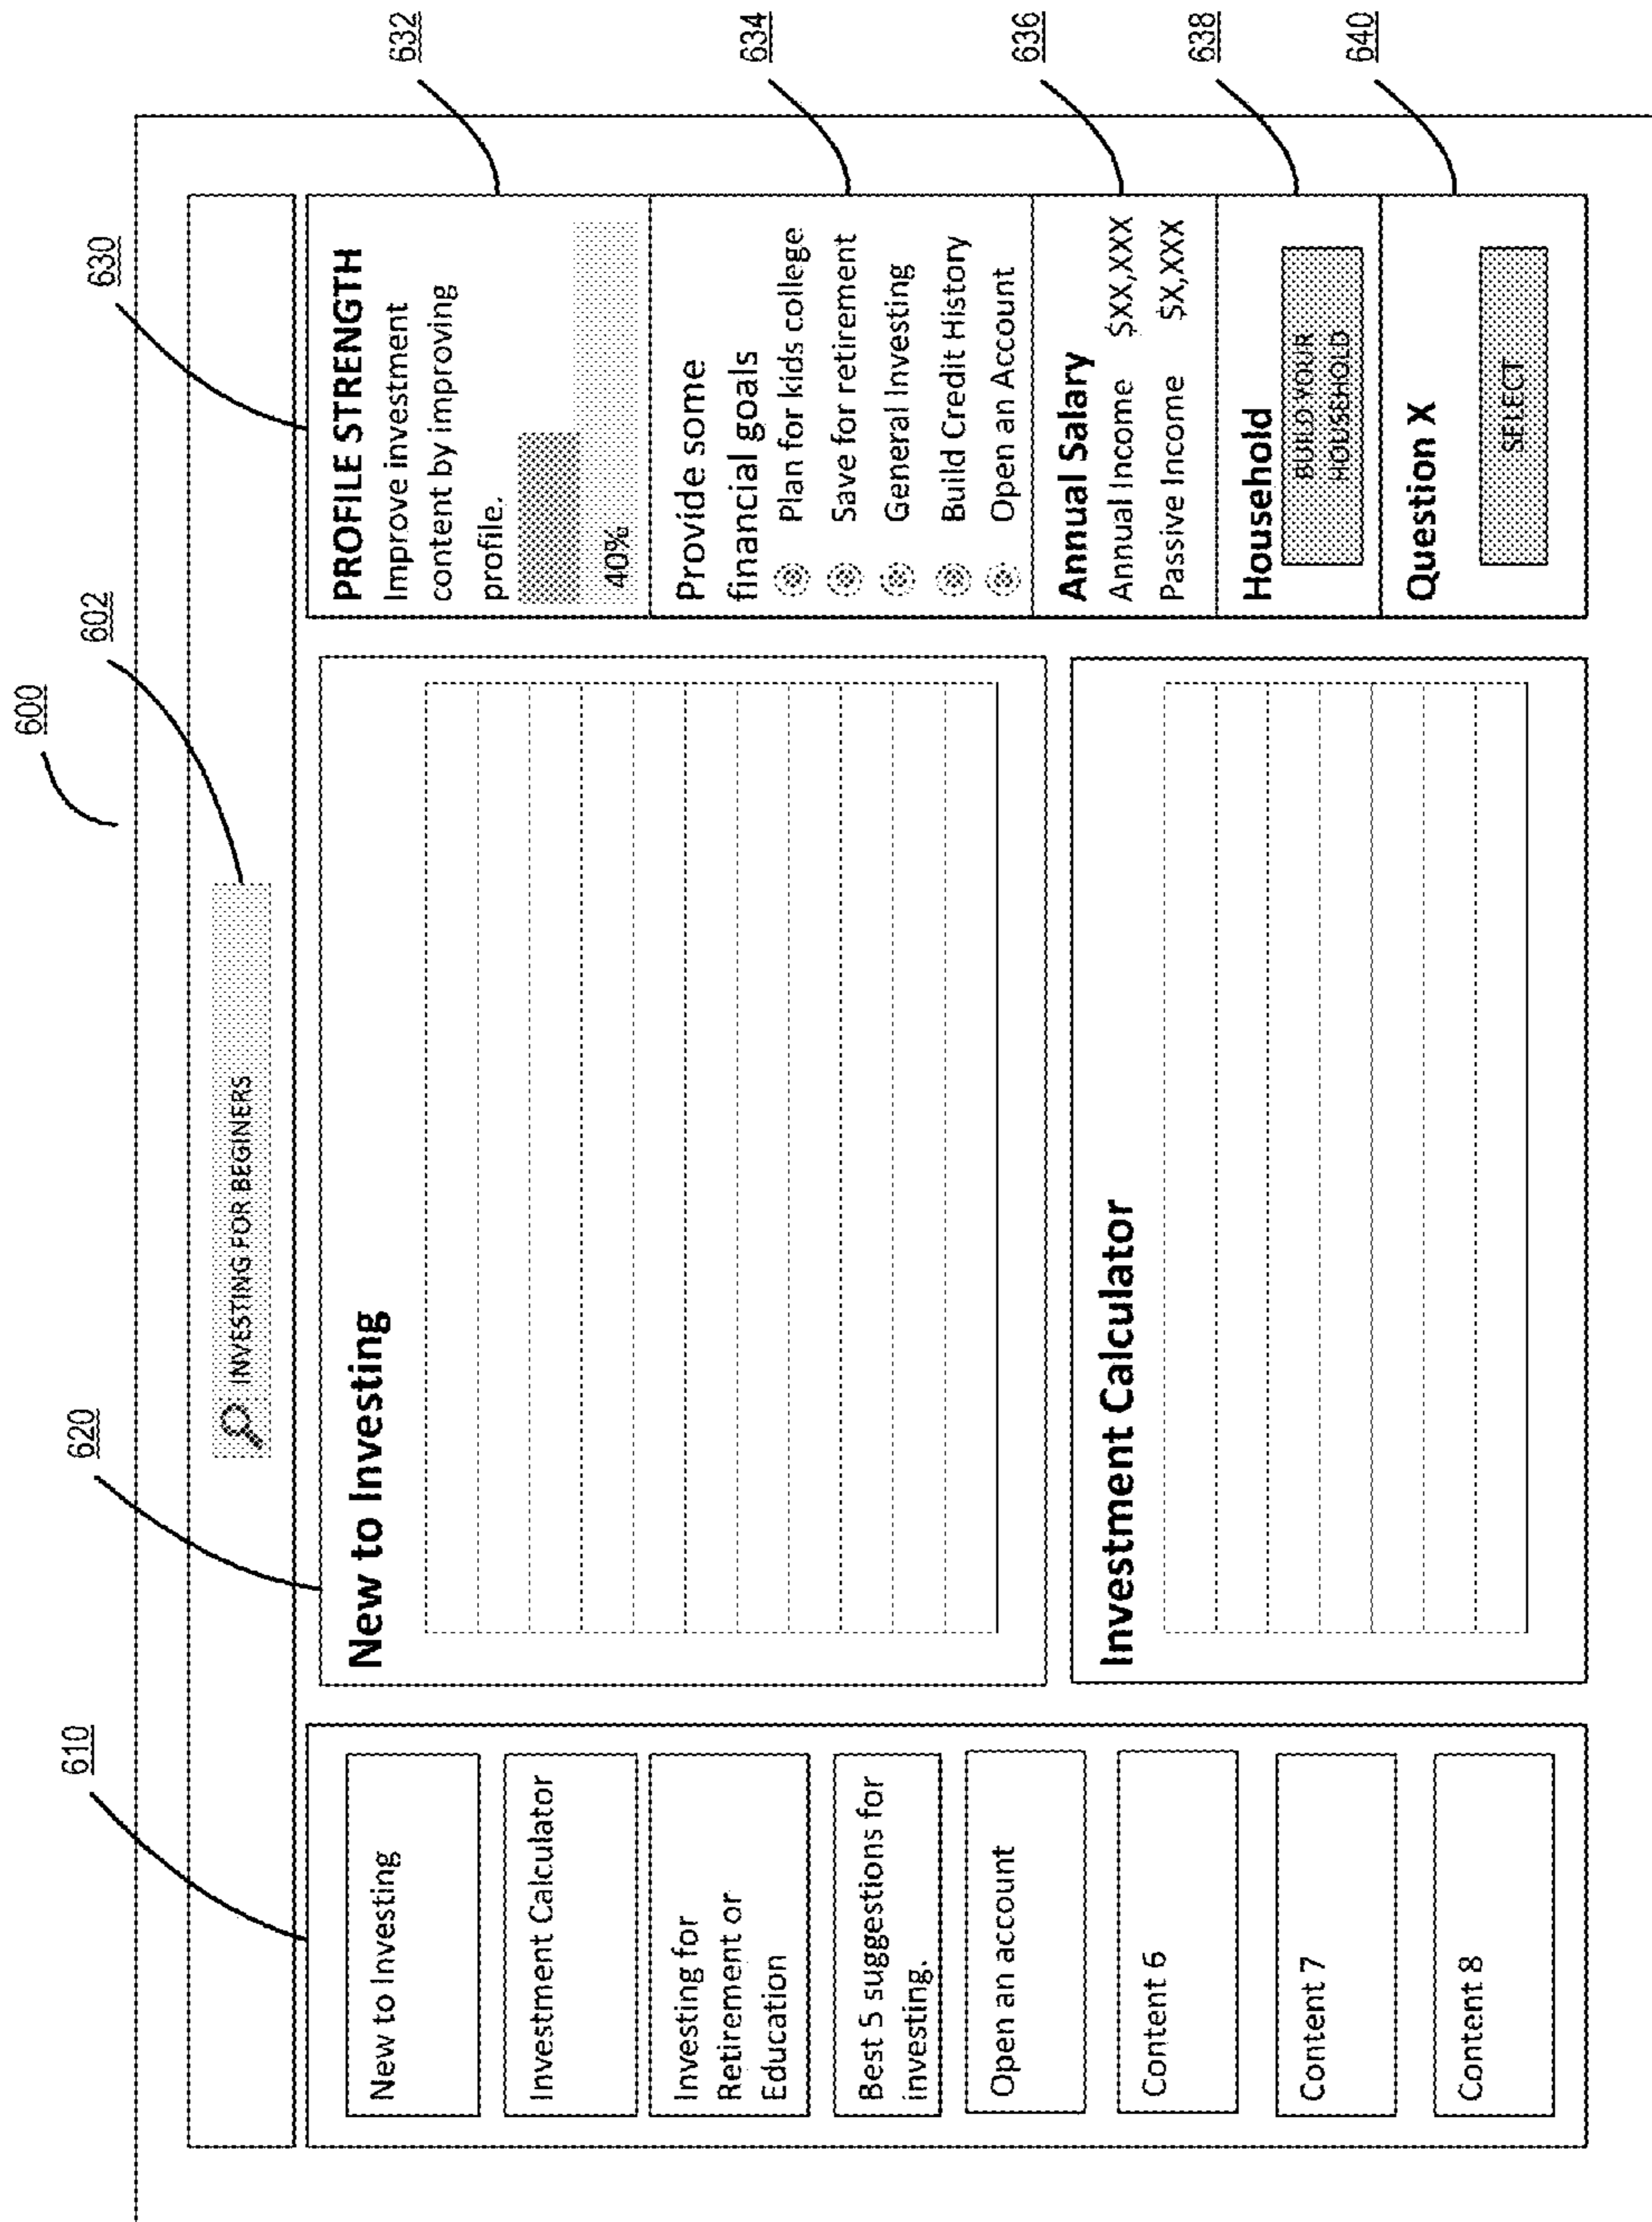 600
602
INVESTING FOR BEGINERS
610
New to Investing
Investment Calculator
Investing for
Retirement or
Education
Best 5 suggestions for
investing.
Open an account
Content 6
Content 7
Content 8
620
New to Investing
Investment Calculator
630
PROFILE STRENGTH
Improve investment
content by improving
profile.
40%
632
Provide some
financial goals
Plan for kids college
Save for retirement
General Investing
Build Credit History
Open an Account
634
Annual Salary
Annual Income $XX,XXX
Passive Income $X,XXX
636
Household
BUILD YOUR
HOUSEHOLD
638
Question X
SELECT
640